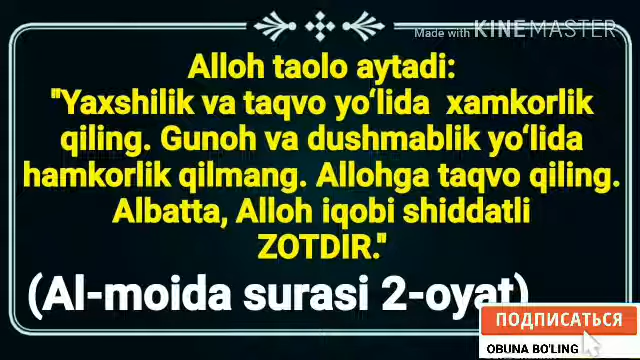 Made with KINEMASTER
Alloh taolo aytadi:
"Yaxshilik va taqvo yo‘lida xamkorlik
qiling. Gunoh va dushmablik yo‘lida
hamkorlik qilmang. Allohga taqvo qiling.
Albatta, Alloh iqobi shiddatli
ZOTDIR."
(Al-moida surasi 2-oyat)
ПОДПИСАТЬСЯ
OBUNA BO'LING